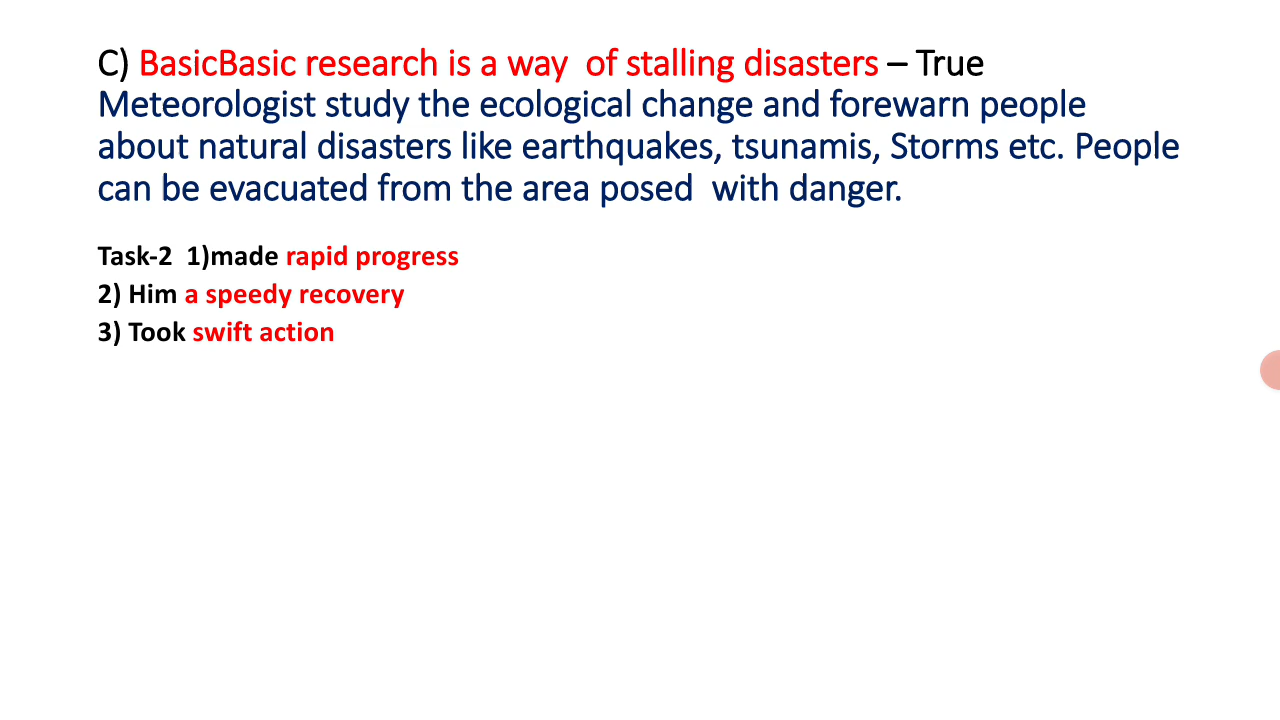 C) BasicBasic research is a way  of stalling disasters – True
Meteorologist study the ecological change and forewarn people
about natural disasters like earthquakes, tsunamis, Storms etc. People
can be evacuated from the area posed  with danger.
Task-2  1)made rapid progress
2) Him a speedy recovery
3) Took swift action